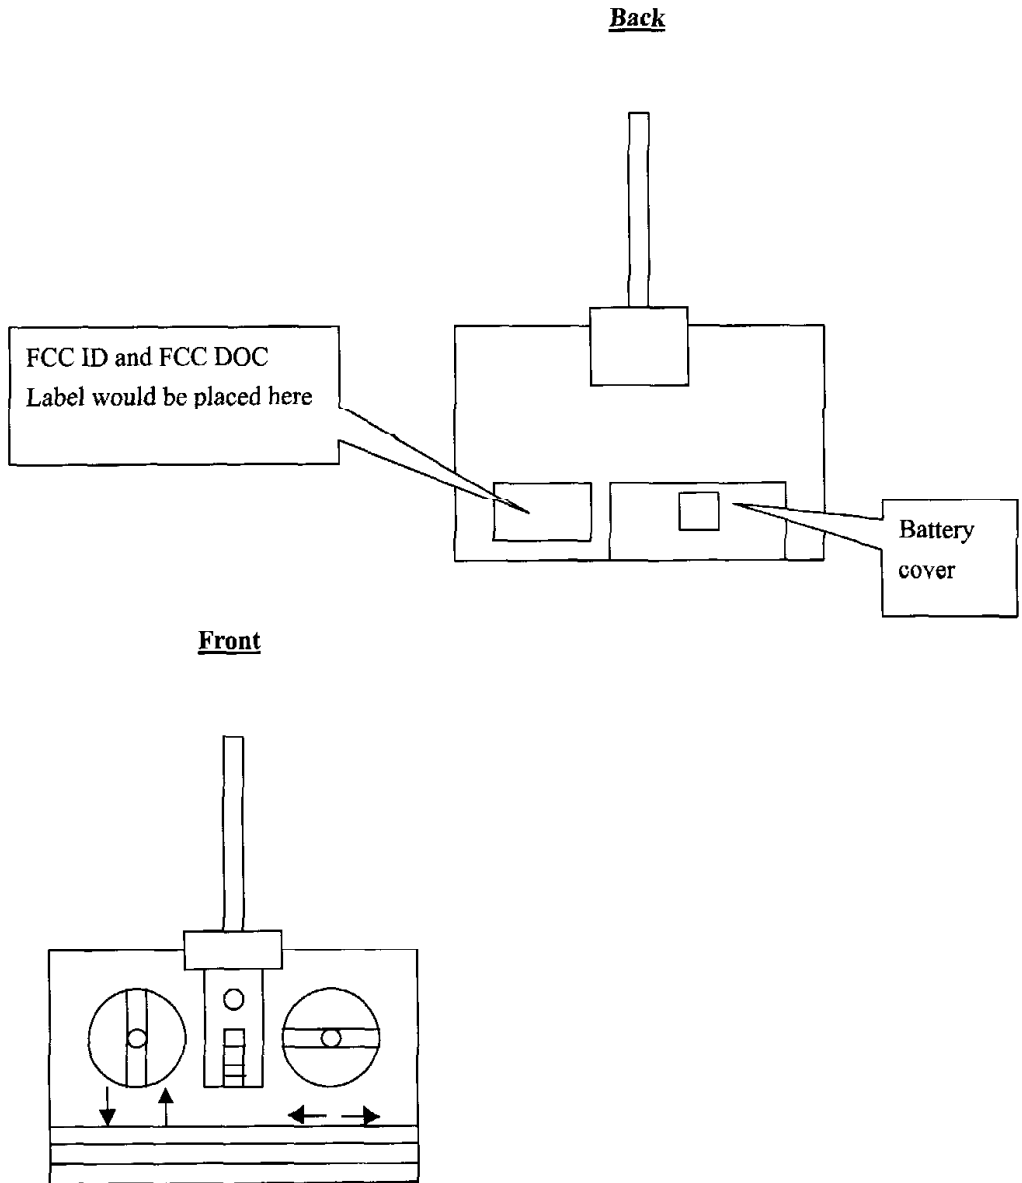 Back
FCC ID and FCC DOC
Label would be placed here
Battery
cover
Front